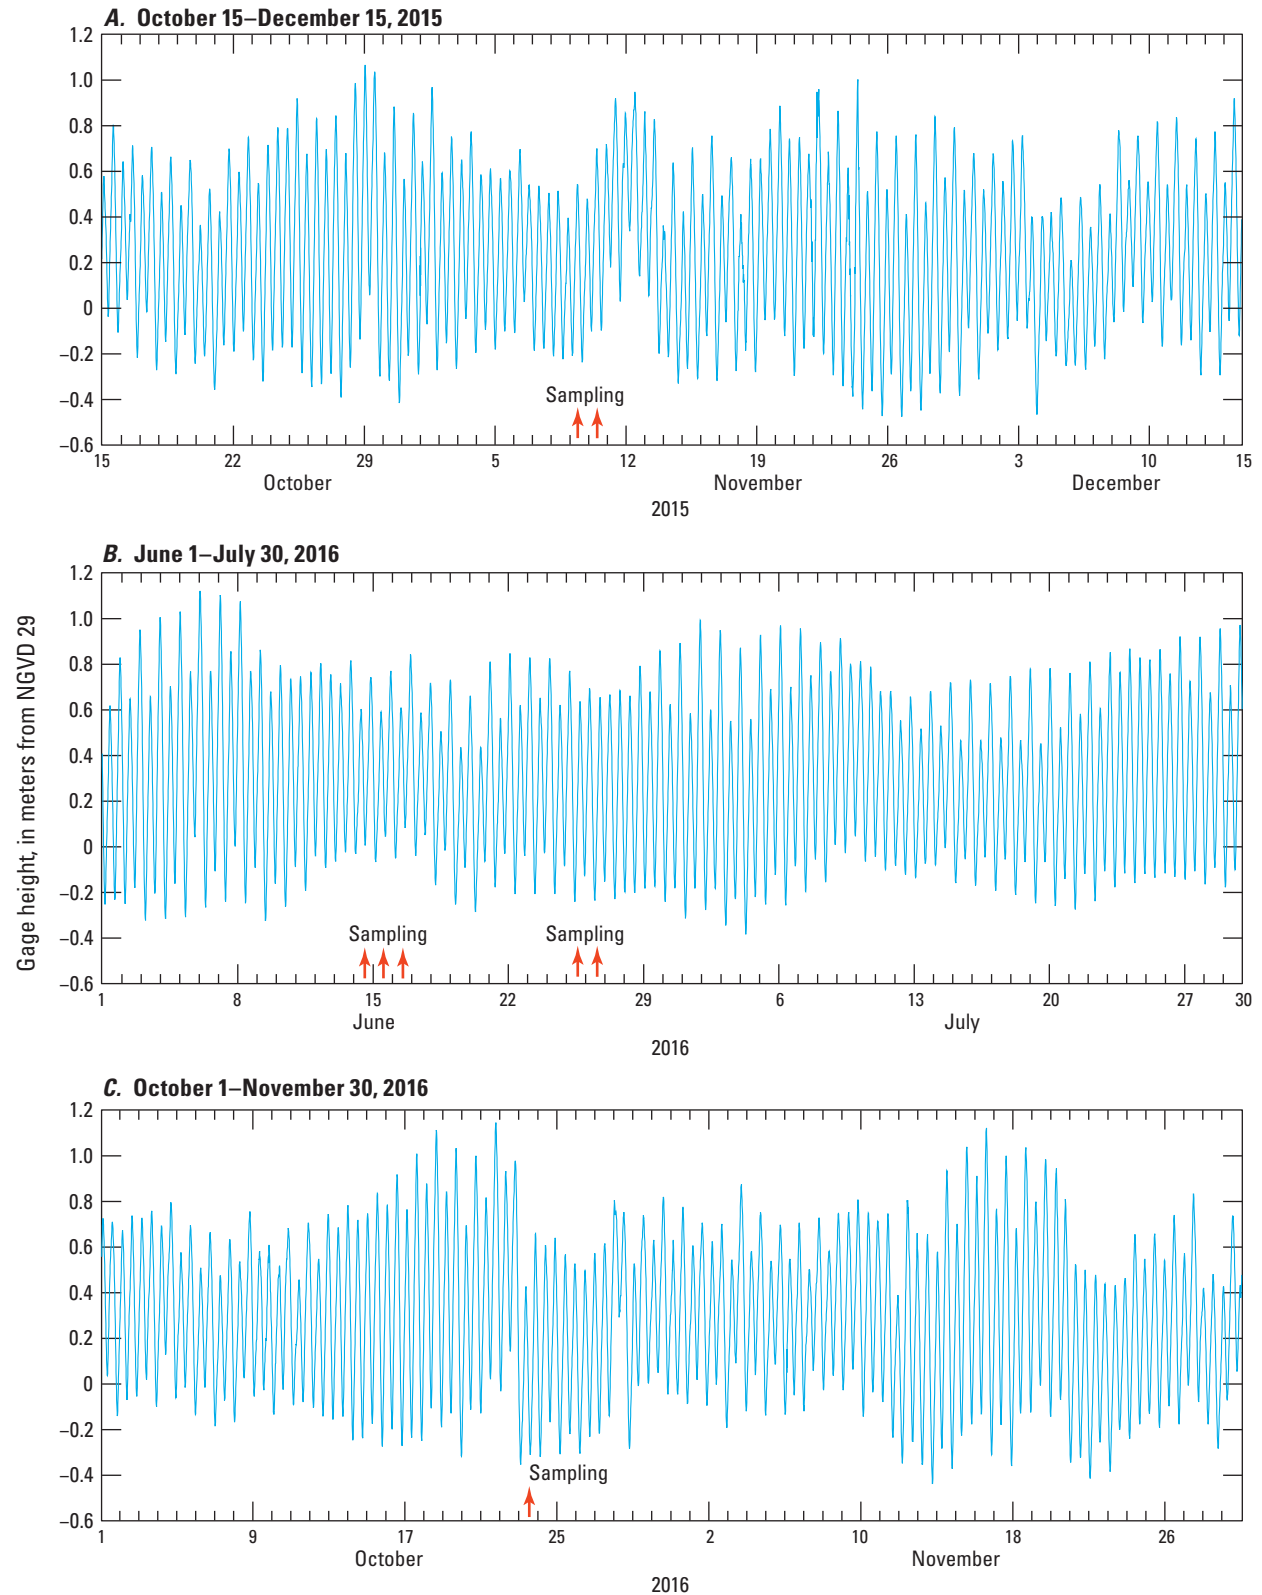 A. October 15–December 15, 2015
1.2
1.0
0.8
0.6
0.4
0.2
0
–0.2
–0.4
–0.6
Sampling
15 22 29 5 12 19 26 3 10 15
October November December
2015
B. June 1–July 30, 2016
1.2
1.0
0.8
0.6
0.4
0.2
0
–0.2
–0.4
–0.6
Gage height, in meters from NGVD 29
Sampling Sampling
1 8 15 22 29 6 13 20 27 30
June July
2016
C. October 1–November 30, 2016
1.2
1.0
0.8
0.6
0.4
0.2
0
–0.2
–0.4
–0.6
Sampling
1 9 17 25 2 10 18 26
October November
2016